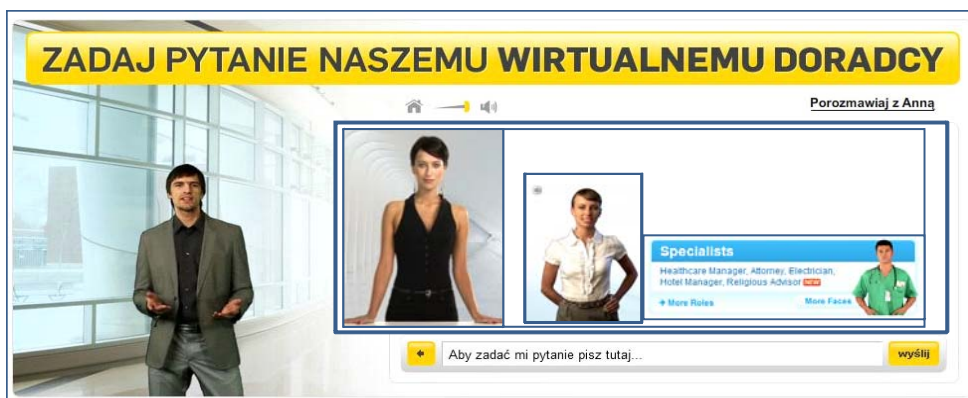 ZADAJ PYTANIE NASZEMU WIRTUALNEMU DORADCY
Porozmawiaj z Anną
Specialists
Healthcare Manager, Attorney, Electrician,
Hotel Manager, Religious Advisor NEW
More Roles
More Faces
Aby zadać mi pytanie pisz tutaj...
wyślij